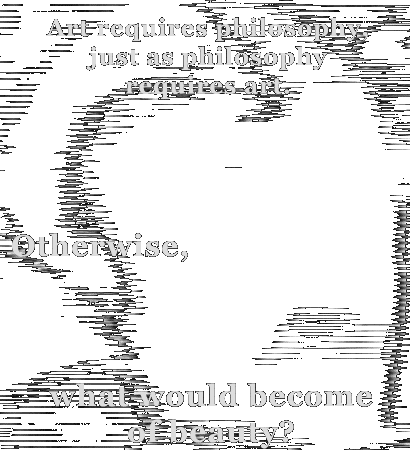 Art requires philosophy,
just as philosophy
requires art.
Otherwise,
what would become
of beauty?